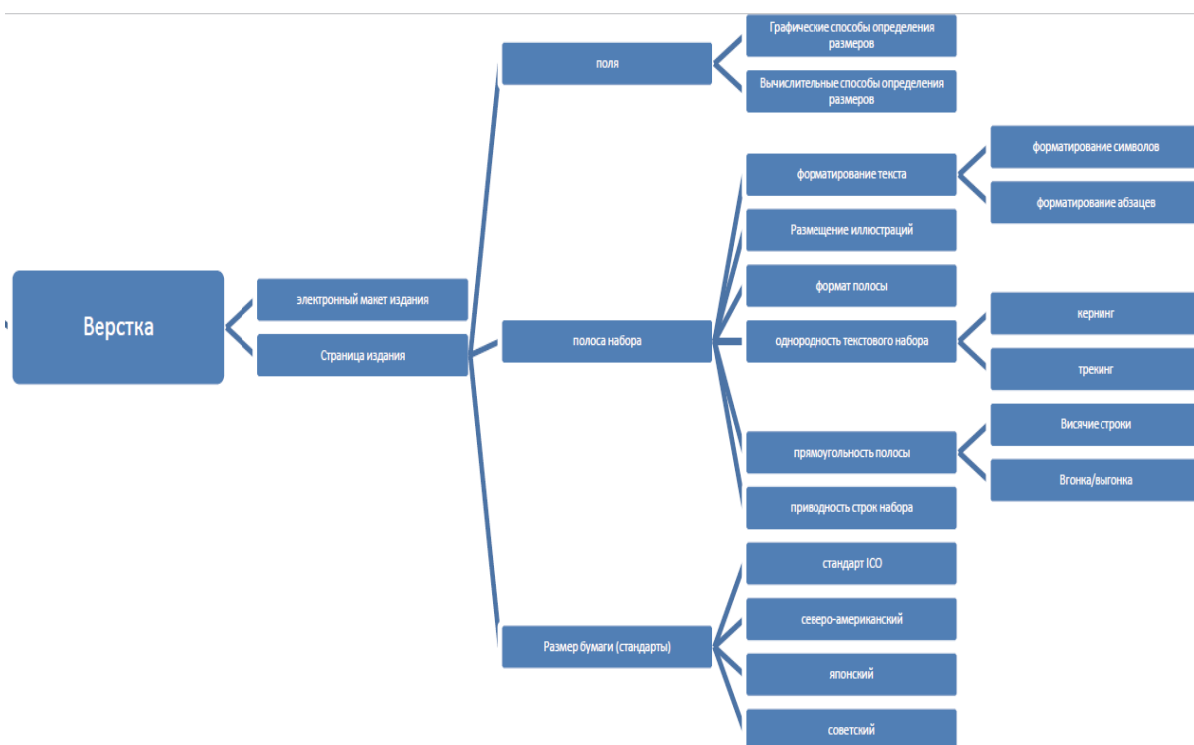 Верстка
электронный макет издания
Страница издания
поля
Графические способы определения
размеров
Вычислительные способы определения
размеров
полоса набора
форматирование текста
форматирование символов
форматирование абзацев
Размещение иллюстраций
формат полосы
однородность текстового набора
кернинг
трекинг
прямоугольность полосы
Висячие строки
Вгонка/выгонка
приводность строк набора
Размер бумаги (стандарты)
стандарт ICO
северо-американский
японский
советский